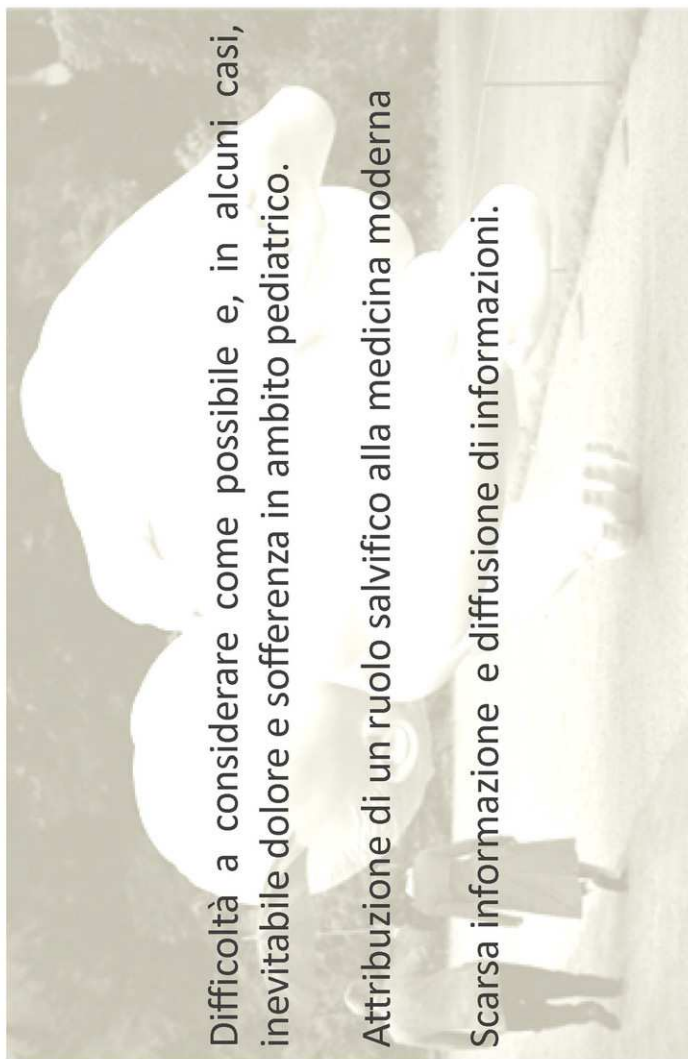 Difficoltà a considerare come possibile e, in alcuni casi,
inevitabile dolore e sofferenza in ambito pediatrico.
Attribuzione di un ruolo salvifico alla medicina moderna
Scarsa informazione e diffusione di informazioni.